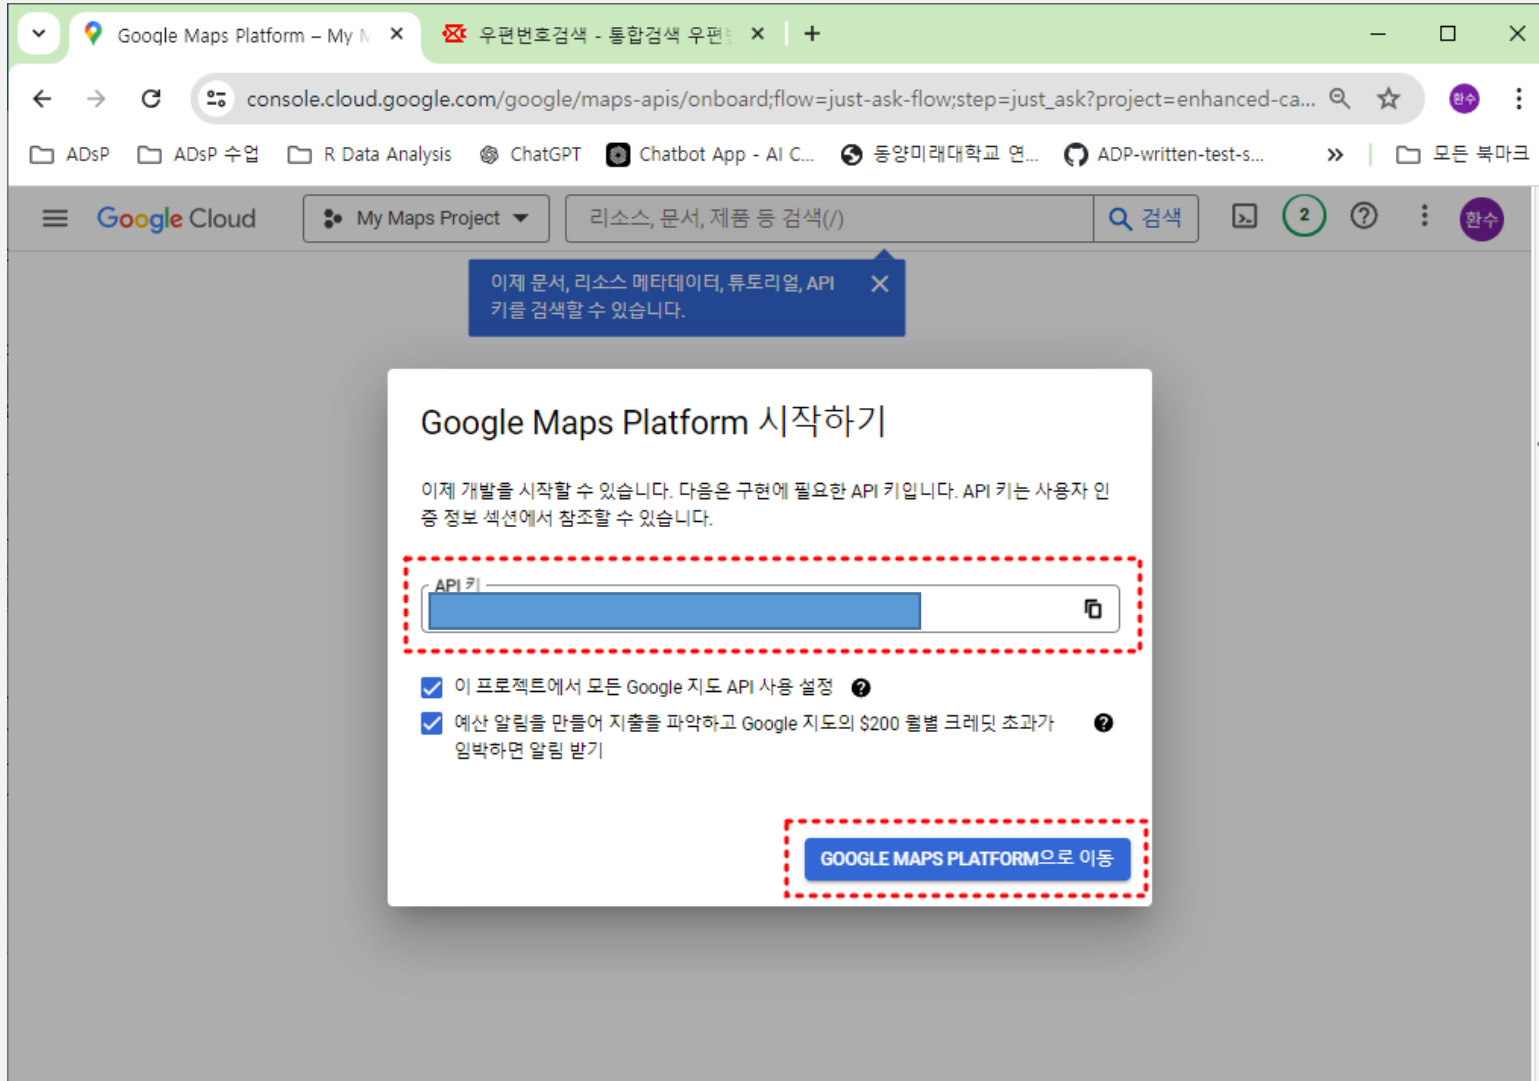 Google Maps Platform – My M
우편번호검색 - 통합검색 우편번
console.cloud.google.com/google/maps-apis/onboard;flow=just-ask-flow;step=just_ask?project=enhanced-ca...
환수
ADsP
ADsP 수업
R Data Analysis
ChatGPT
Chatbot App - AI C...
동양미래대학교 연...
ADP-written-test-s...
모든 북마크
Google Cloud
My Maps Project
리소스, 문서, 제품 등 검색(/)
검색
2
환수
이제 문서, 리소스 메타데이터, 튜토리얼, API
키를 검색할 수 있습니다.
Google Maps Platform 시작하기
이제 개발을 시작할 수 있습니다. 다음은 구현에 필요한 API 키입니다. API 키는 사용자 인
증 정보 섹션에서 참조할 수 있습니다.
API 키
이 프로젝트에서 모든 Google 지도 API 사용 설정
예산 알림을 만들어 지출을 파악하고 Google 지도의 $200 월별 크레딧 초과가
임박하면 알림 받기
GOOGLE MAPS PLATFORM으로 이동